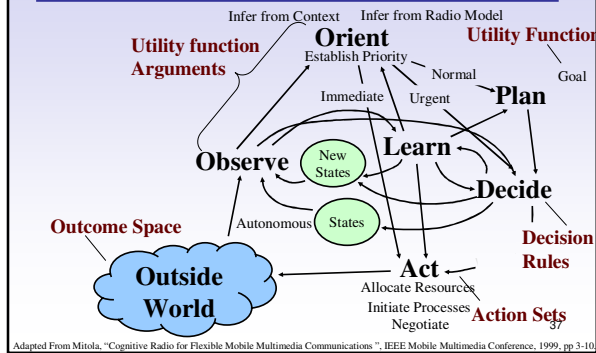 Infer from Context
Infer from Radio Model
Orient
Utility Function
Utility function
Arguments
Establish Priority
Goal
Normal
Immediate
Urgent
Plan
Observe
New
States
Learn
Decide
States
Autonomous
Outcome Space
Decision
Rules
Outside
World
Act
Allocate Resources
Initiate Processes
Negotiate
Action Sets
37
Adapted From Mitola, "Cognitive Radio for Flexible Mobile Multimedia Communications ", IEEE Mobile Multimedia Conference, 1999, pp 3-10.